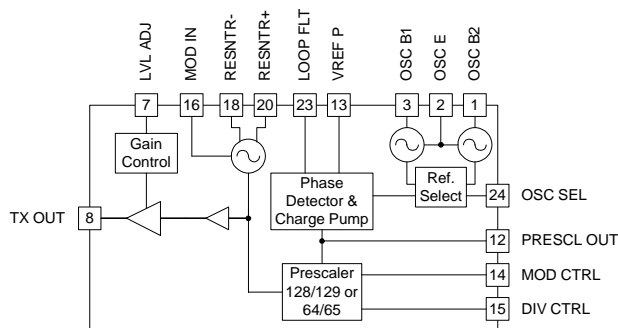 LVL ADJ
MOD IN
RESNTR-
RESNTR+
LOOP FLT
VREF P
OSC B1
OSC E
OSC B2
7
16
18
20
23
13
3
2
1
Gain
Control
Phase
Detector &
Charge Pump
Ref.
Select
24
OSC SEL
TX OUT
8
12
PRESCL OUT
Prescaler
128/129 or
64/65
14
MOD CTRL
15
DIV CTRL